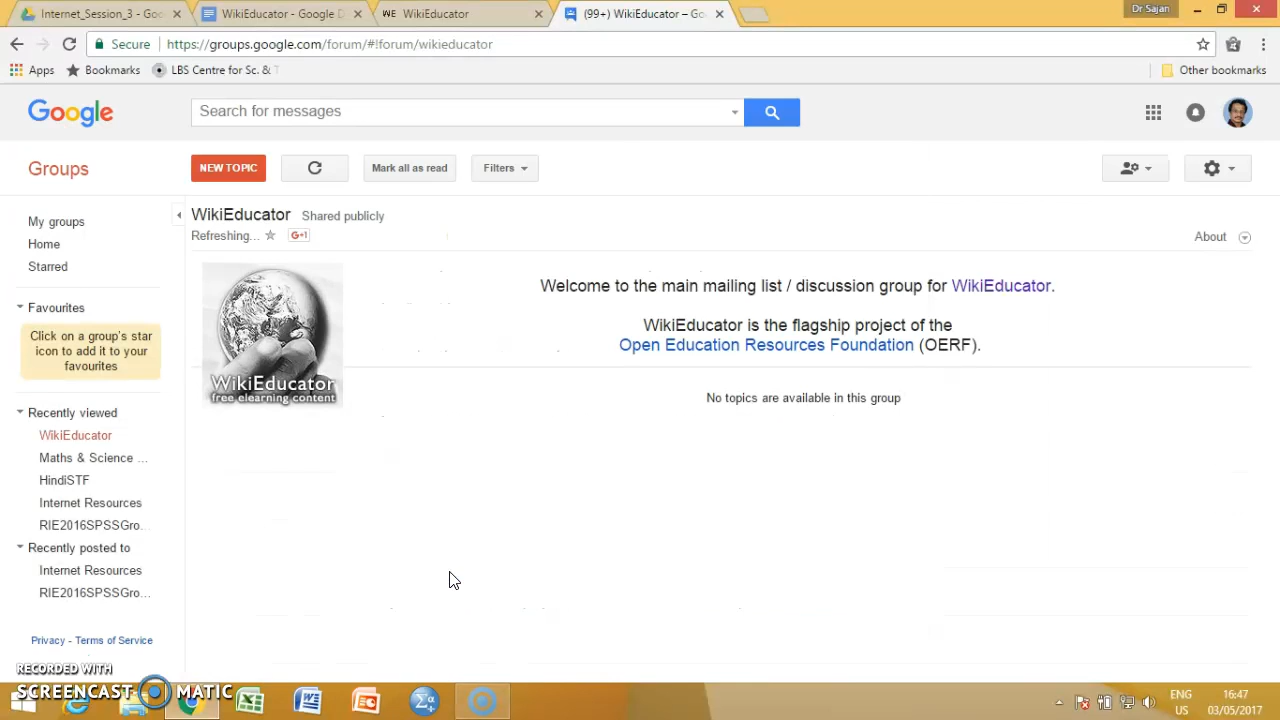 Internet_Session_3 - Goo
WikiEducator - Google D
WE WikiEducator
(99+) WikiEducator – Go
Dr Sajan
Secure https://groups.google.com/forum/#!forum/wikieducator
Apps Bookmarks LBS Centre for Sc. & T Other bookmarks
Google
Search for messages
Groups
NEW TOPIC Mark all as read Filters
My groups
Home
Starred
Favourites
Click on a group's star
icon to add it to your
favourites
Recently viewed
WikiEducator
Maths & Science ...
HindiSTF
Internet Resources
RIE2016SPSSGro...
Recently posted to
Internet Resources
RIE2016SPSSGro...
Privacy - Terms of Service
WikiEducator Shared publicly
Refreshing... G+1
About
WikiEducator
free elearning content
Welcome to the main mailing list / discussion group for WikiEducator.
WikiEducator is the flagship project of the
Open Education Resources Foundation (OERF).
No topics are available in this group
RECORDED WITH
SCREENCAST MATIC
ENG
US
16:47
03/05/2017